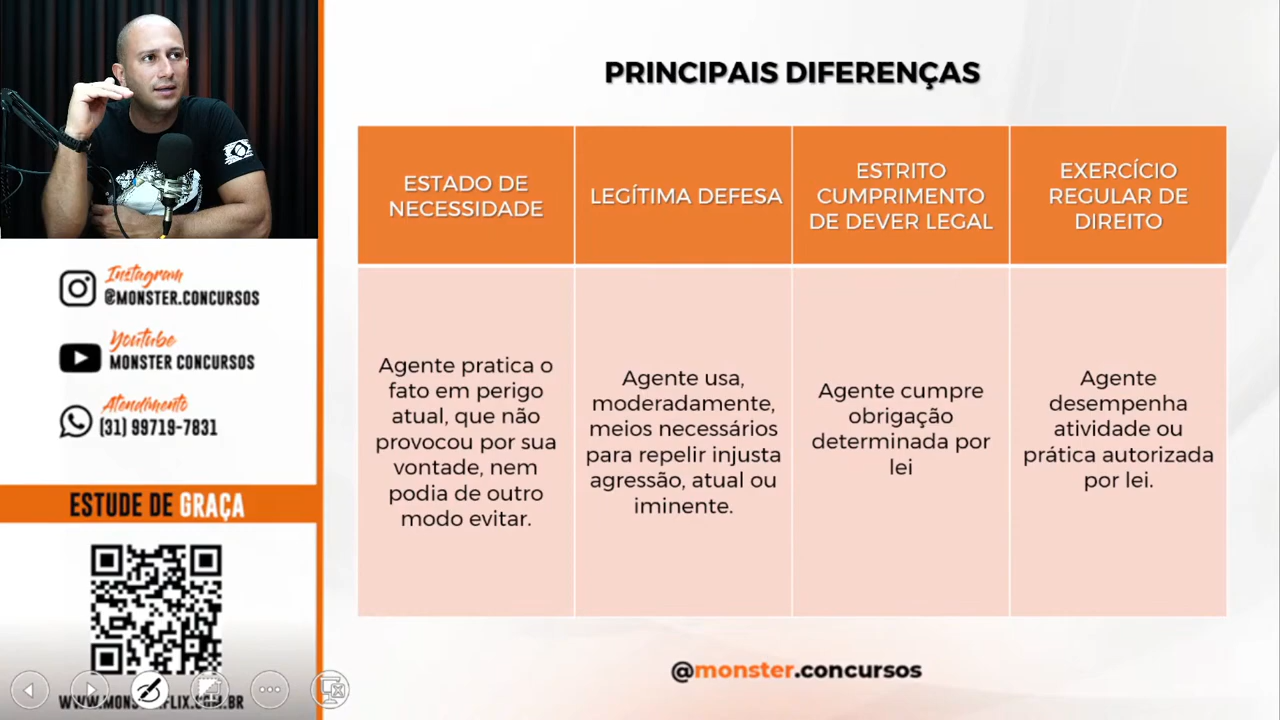 PRINCIPAIS DIFERENÇAS
ESTADO DE
NECESSIDADE
LEGÍTIMA DEFESA
ESTRITO
CUMPRIMENTO
DE DEVER LEGAL
EXERCÍCIO
REGULAR DE
DIREITO
Agente pratica o
fato em perigo
atual, que não
provocou por sua
vontade, nem
podia de outro
modo evitar.
Agente usa,
moderadamente,
meios necessários
para repelir injusta
agressão, atual ou
iminente.
Agente cumpre
obrigação
determinada por
lei
Agente
desempenha
atividade ou
prática autorizada
por lei.
@monster.concursos
Instagram
@MONSTER.CONCURSOS
Youtube
MONSTER CONCURSOS
Atendimento
(31) 99719-7831
ESTUDE DE GRAÇA